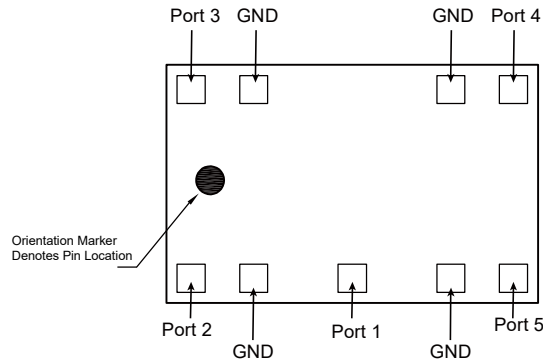 Port 3 GND GND Port 4
Orientation Marker
Denotes Pin Location
Port 2 Port 1 Port 5
GND GND